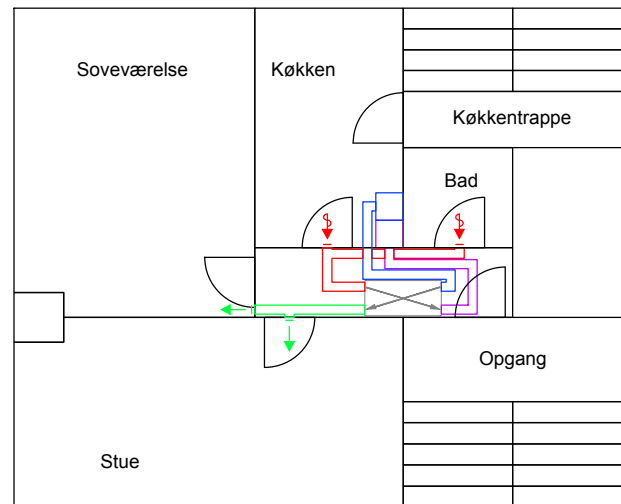 Soveværelse
Køkken
Køkkentrappe
Bad
Opgang
Stue